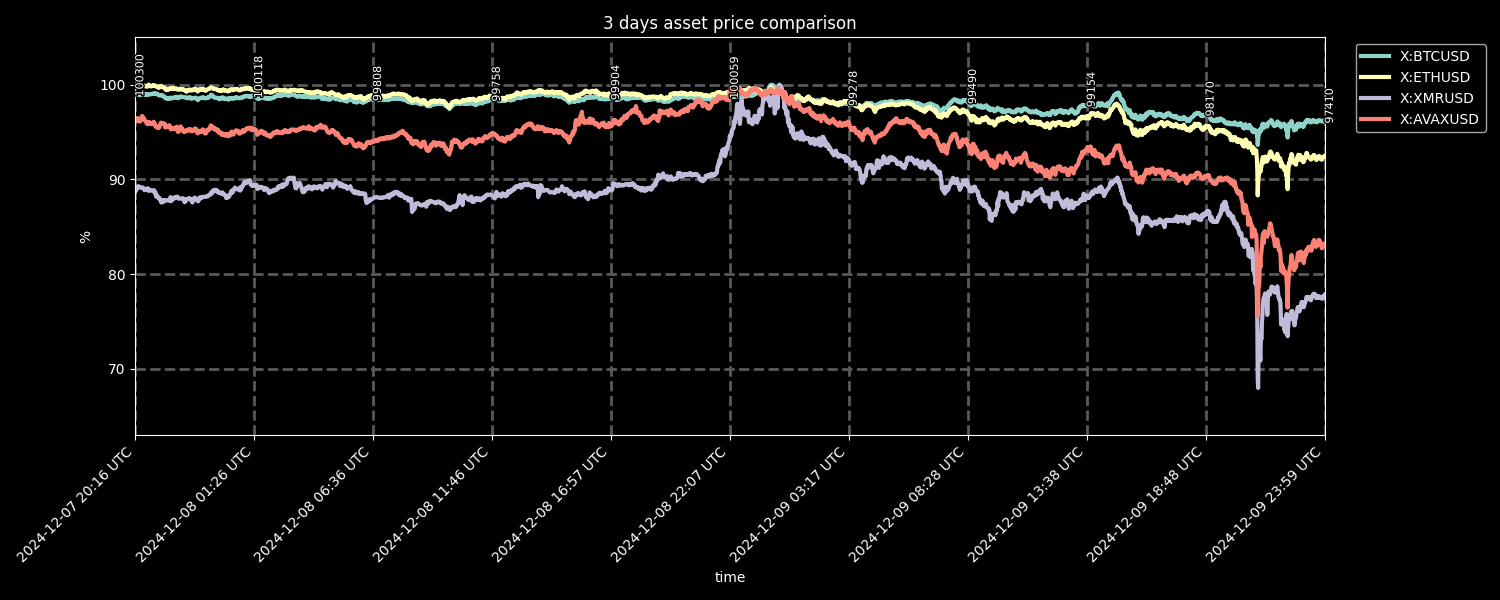 3 days asset price comparison
X:BTCUSD
X:ETHUSD
X:XMRUSD
X:AVAXUSD
100300
100118
99808
99758
99904
100059
99278
99490
99154
98170
97410
100
90
80
70
%
2024-12-07 20:16 UTC
2024-12-08 01:26 UTC
2024-12-08 06:36 UTC
2024-12-08 11:46 UTC
2024-12-08 16:57 UTC
2024-12-08 22:07 UTC
2024-12-09 03:17 UTC
2024-12-09 08:28 UTC
2024-12-09 13:38 UTC
2024-12-09 18:48 UTC
2024-12-09 23:59 UTC
time